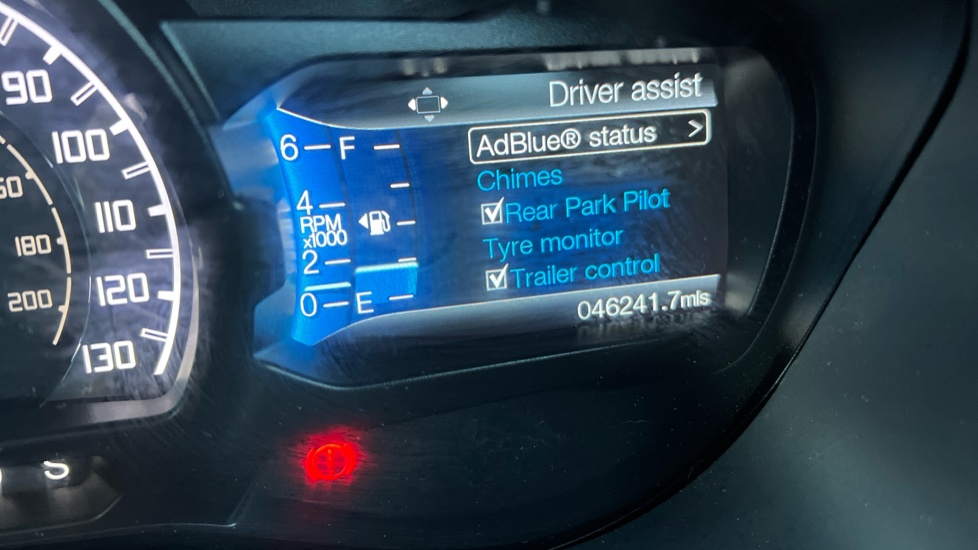 90
100
110
120
130
180
200
S
Driver assist
6 F
4
RPM
x1000
2
0 E
AdBlue® status >
Chimes
Rear Park Pilot
Tyre monitor
Trailer control
046241.7mls